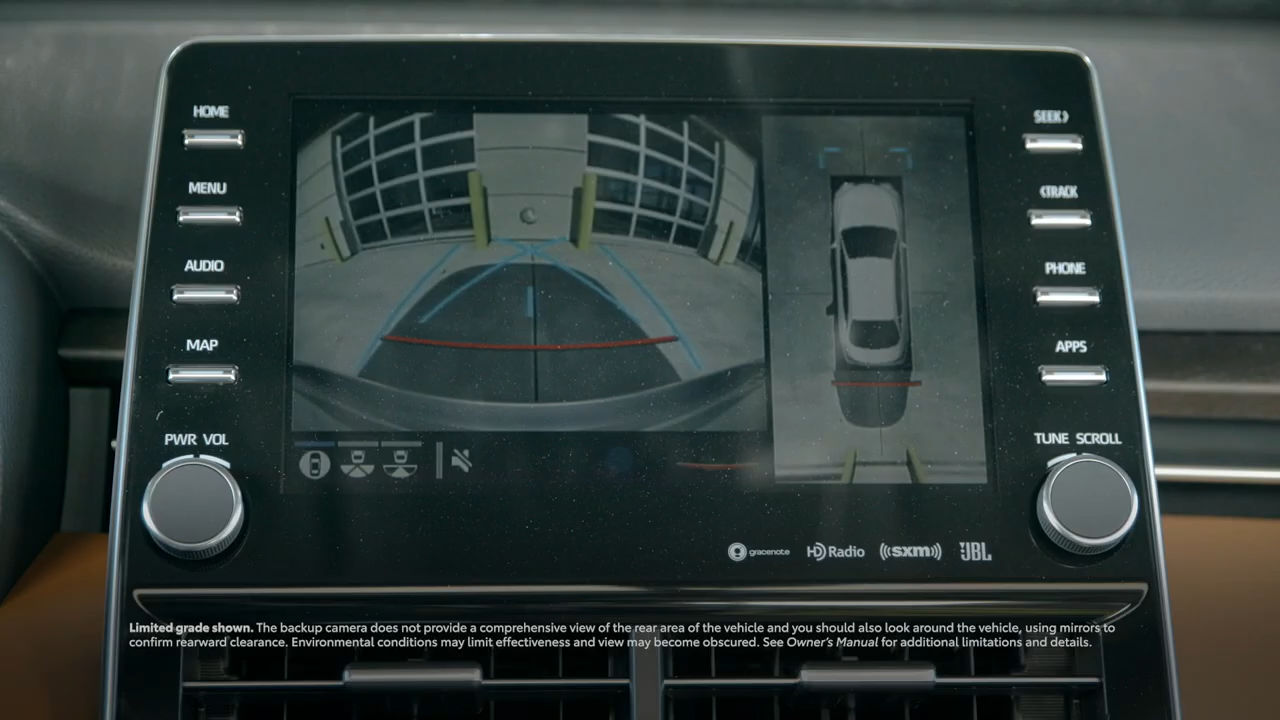 HOME
SEEK>
MENU
<TRACK
AUDIO
PHONE
MAP
APPS
PWR VOL
TUNE SCROLL
gracenote
HD Radio
((sxm))
JBL
Limited grade shown. The backup camera does not provide a comprehensive view of the rear area of the vehicle and you should also look around the vehicle, using mirrors to
confirm rearward clearance. Environmental conditions may limit effectiveness and view may become obscured. See Owner's Manual for additional limitations and details.